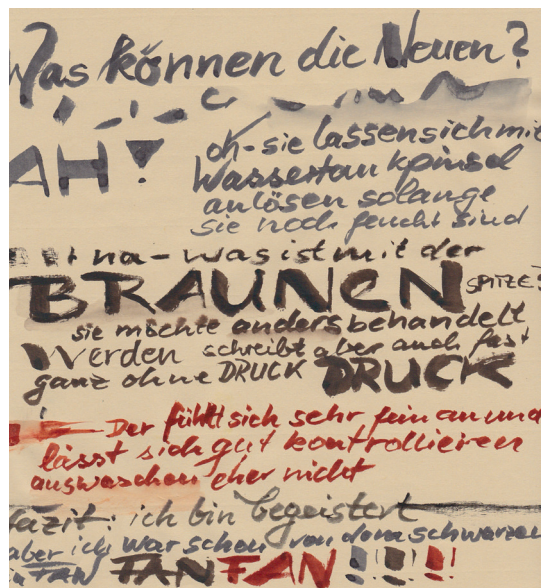 Was können die Neuen?
AH!
oh-sie lassen sich mit
Wassertankpinsel
anlösen solange
sie noch feucht sind
na-was ist mit der
BRAUNEN SPITZE?
sie möchte anders behandelt
werden schreibt aber auch fast
ganz ohne DRUCK DRUCK
Der fühlt sich sehr fein an und
lässt sich gut kontrollieren
auswaschen eher nicht
fazit: ich bin begeistert
aber ich war schon von dem schwarzen
FAN FAN FAN!!!!!